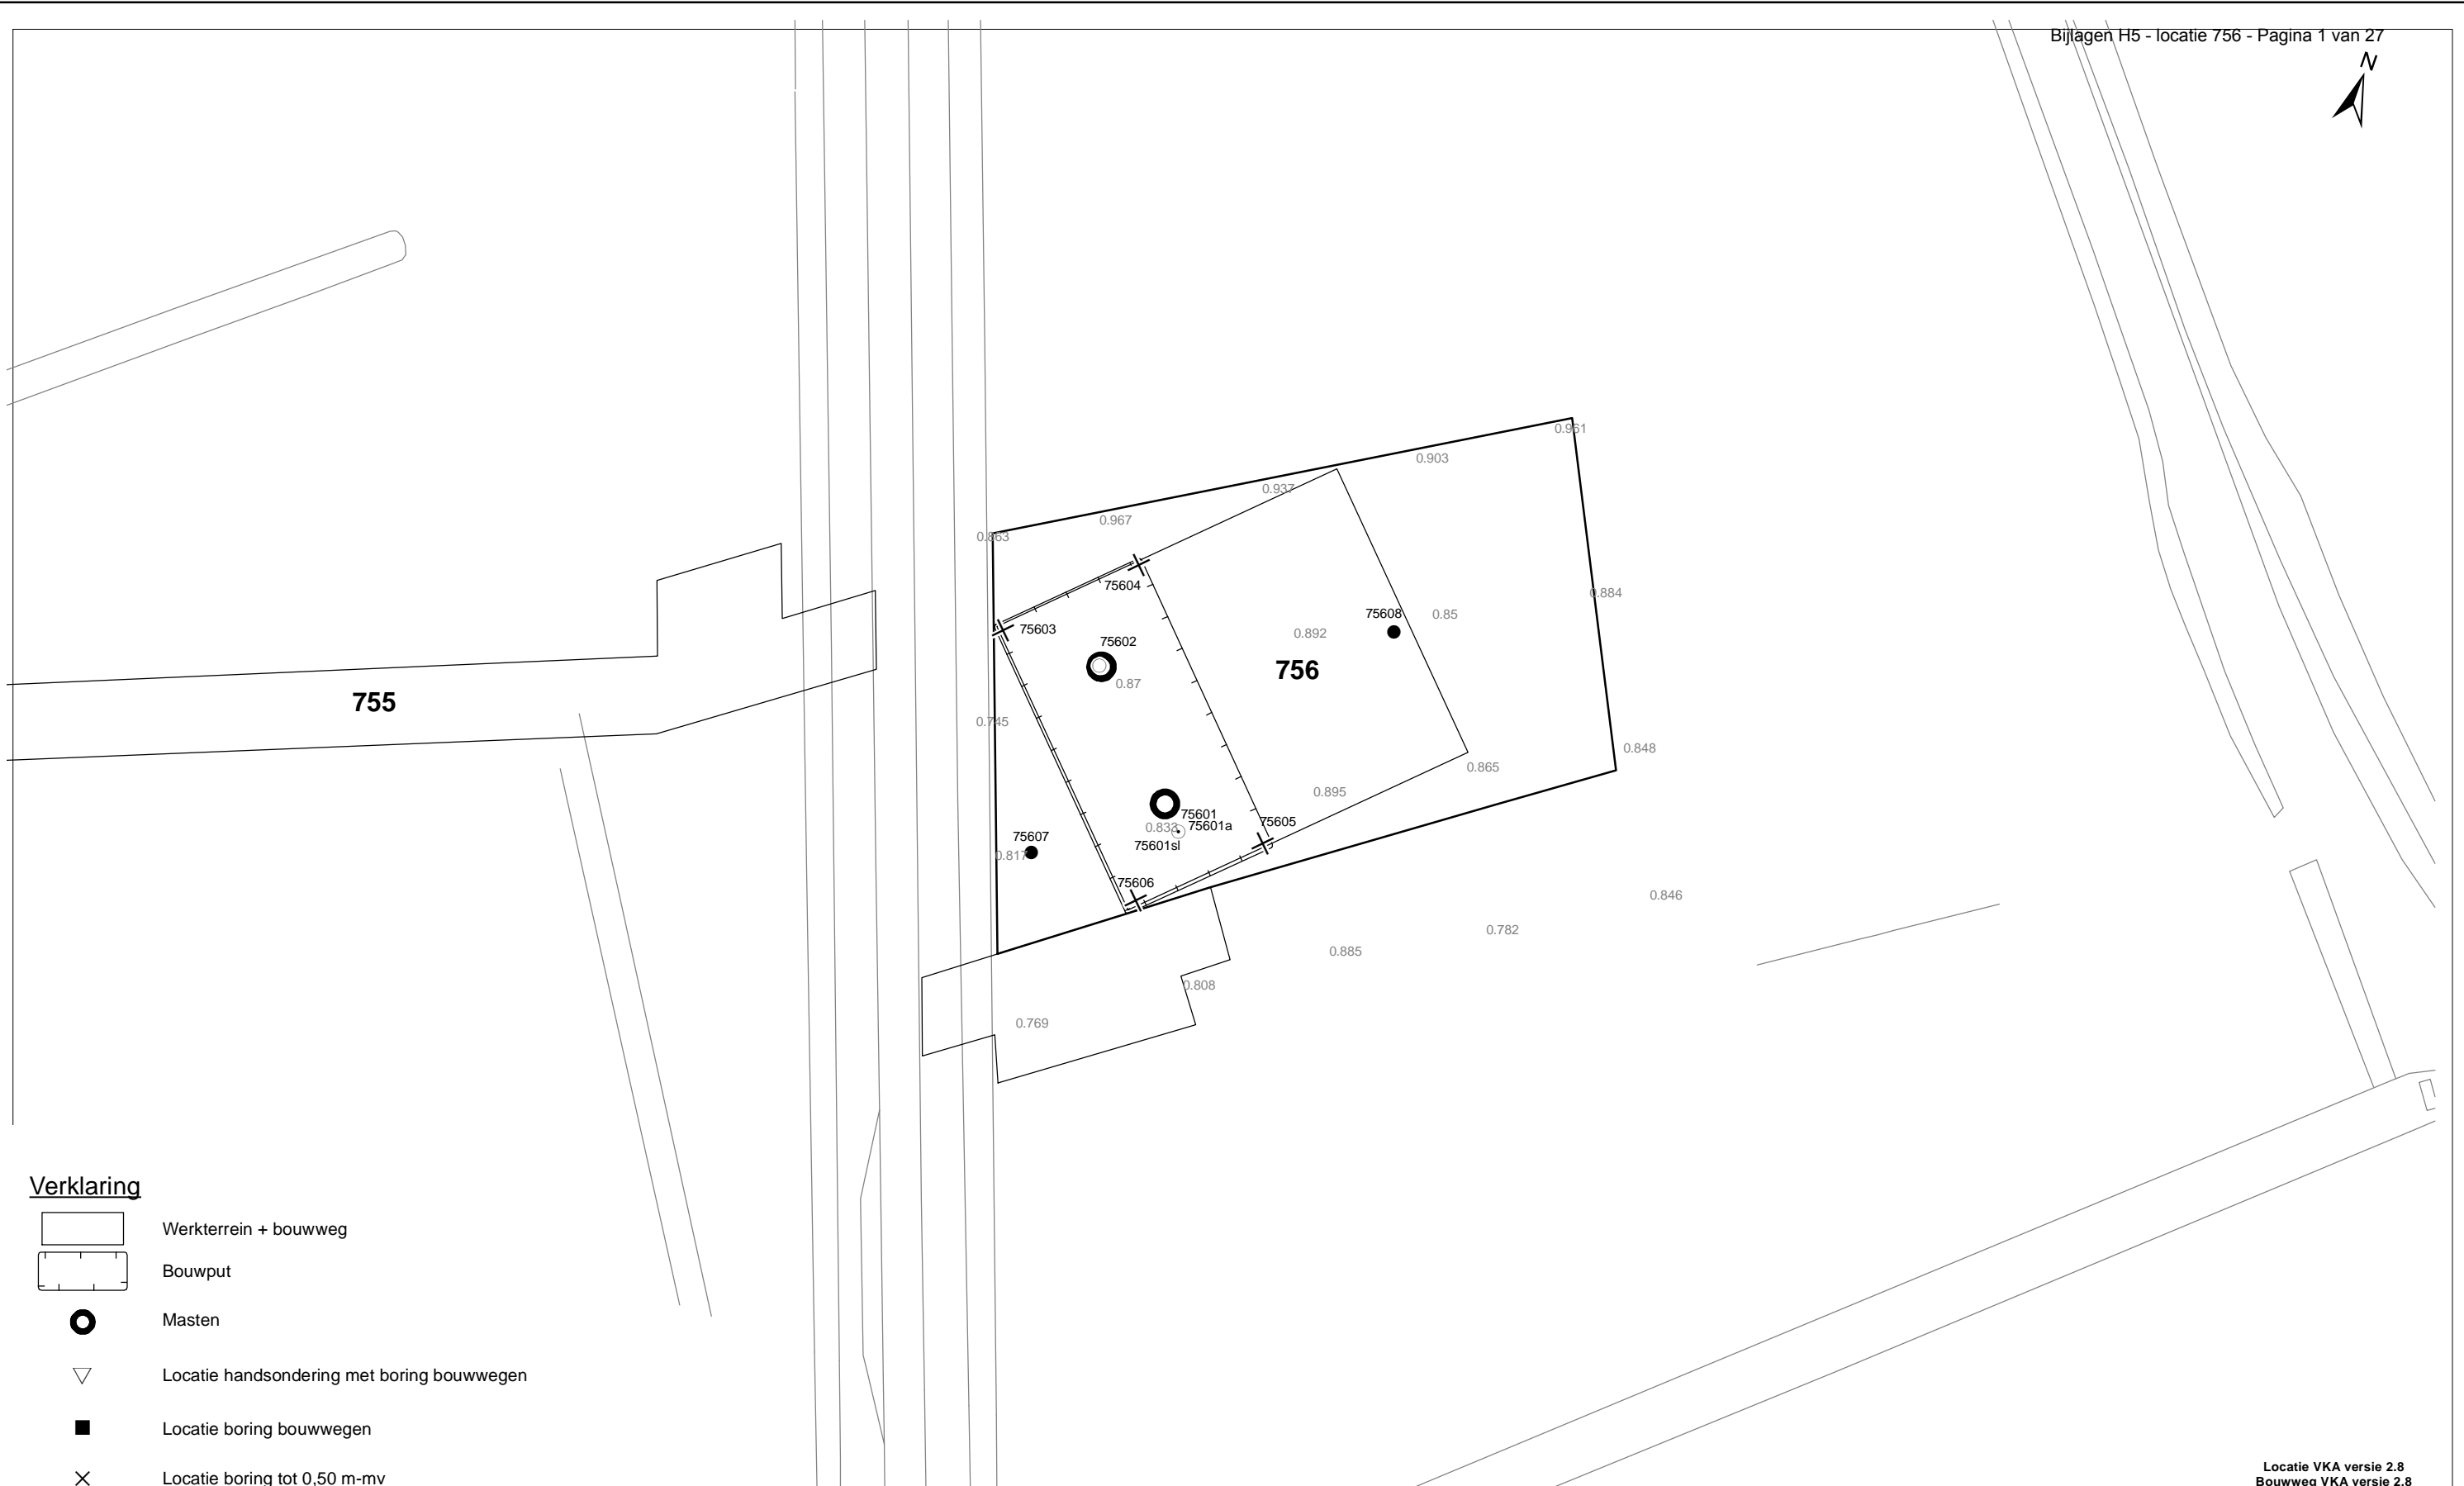 Bijlagen H5 - locatie 756 - Pagina 1 van 27
N
0.961
0.903
0.937
0.967
0.863
75604
0.884
75608
0.85
75603
0.892
75602
756
0.87
755
0.745
0.848
0.865
0.895
75601
75605
0.833
75601a
75607
75601sl
0.817
75606
0.846
0.782
0.885
0.808
0.769
Verklaring
Werkterrein + bouwweg
Bouwput
Masten
Locatie handsondering met boring bouwwegen
Locatie boring bouwwegen
Locatie boring tot 0,50 m-mv
Locatie VKA versie 2.8
Bouwweg VKA versie 2.8